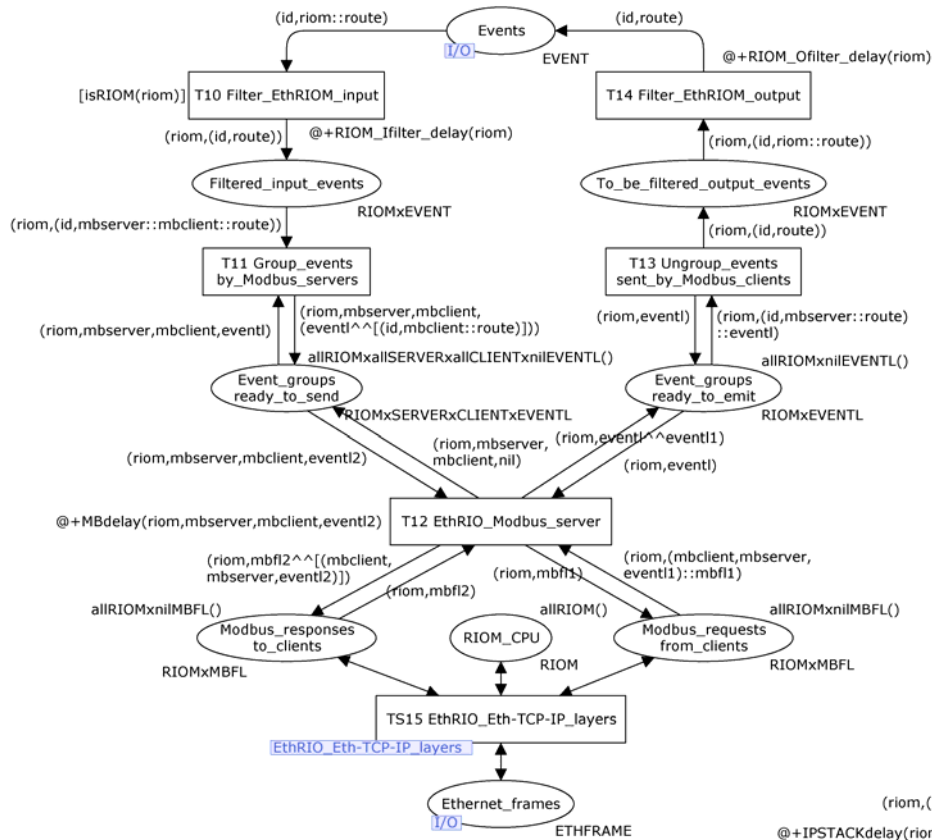 (id,riom::route)
Events
(id,route)
I/O
EVENT
@+RIOM_Ofilter_delay(riom)
[isRIOM(riom)]
T10 Filter_EthRIOM_input
T14 Filter_EthRIOM_output
(riom,(id,route))
@+RIOM_Ifilter_delay(riom)
(riom,(id,riom::route))
Filtered_input_events
To_be_filtered_output_events
RIOMxEVENT
RIOMxEVENT
(riom,(id,mbserver::mbclient::route))
(riom,(id,route))
T11 Group_events
by_Modbus_servers
T13 Ungroup_events
sent_by_Modbus_clients
(riom,mbserver,mbclient,eventl)
(riom,mbserver,mbclient,
(eventl^^[(id,mbclient::route)]))
(riom,eventl)
(riom,(id,mbserver::route)
::eventl)
allRIOMxallSERVERxallCLIENTxnilEVENTL()
allRIOMxnilEVENTL()
Event_groups
ready_to_send
Event_groups
ready_to_emit
RIOMxSERVERxCLIENTxEVENTL
RIOMxEVENTL
(riom,mbserver,mbclient,eventl2)
(riom,mbserver,
mbclient,nil)
(riom,eventl^^eventl1)
(riom,eventl)
@+MBdelay(riom,mbserver,mbclient,eventl2)
T12 EthRIO_Modbus_server
(riom,mbfl2^^[(mbclient,
mbserver,eventl2)])
(riom,mbfl2)
(riom,mbfl1)
(riom,(mbclient,mbserver,
eventl1)::mbfl1)
allRIOMxnilMBFL()
allRIOM()
allRIOMxnilMBFL()
Modbus_responses
to_clients
RIOM_CPU
Modbus_requests
from_clients
RIOMxMBFL
RIOM
RIOMxMBFL
TS15 EthRIO_Eth-TCP-IP_layers
EthRIO_Eth-TCP-IP_layers
Ethernet_frames
I/O
ETHFRAME
(riom,(
@+IPSTACKdelay(rion